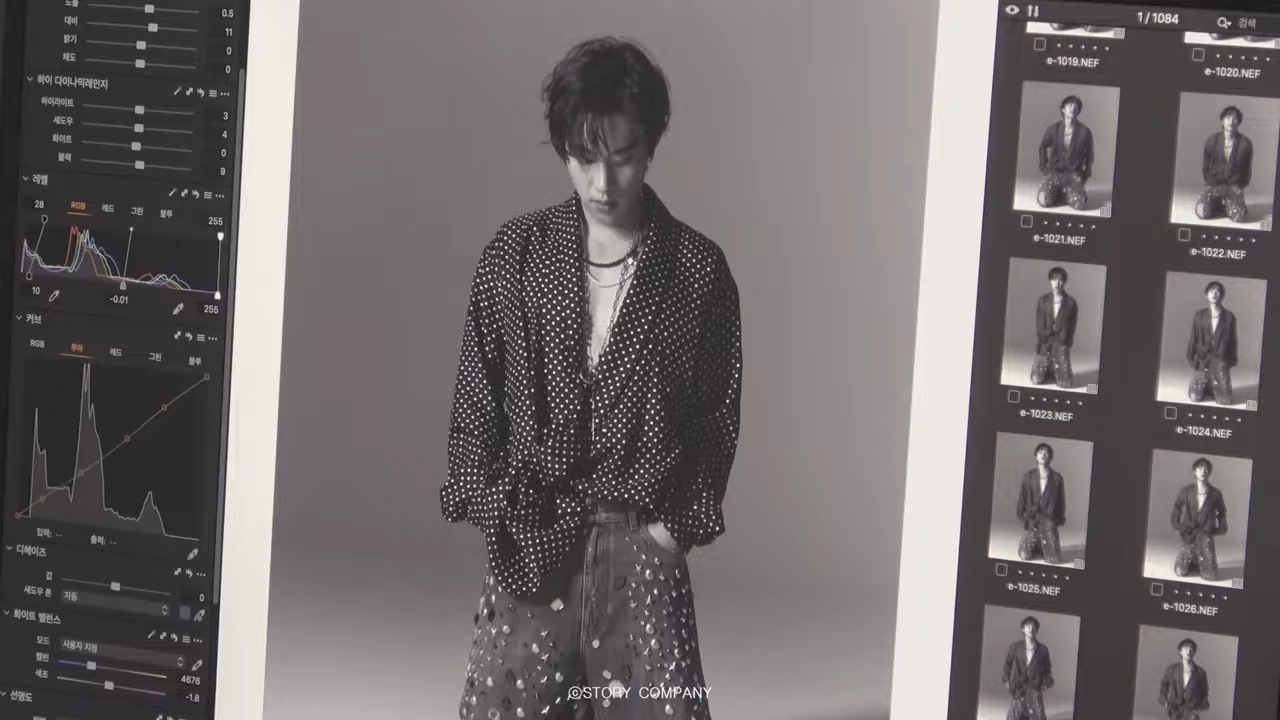 노출
0.5
대비
11
밝기
0
채도
0
하이 다이나믹레인지
하이라이트
3
섀도우
4
화이트
0
블랙
9
레벨
28
RGB
레드
그린
블루
255
10
-0.01
255
커브
RGB
루마
레드
그린
블루
입력: --
출력: --
디헤이즈
값
0
섀도우 톤
자동
화이트 밸런스
모드
사용자 지정
켈빈
4676
색조
-1.8
선명도
©STORY COMPANY
1 / 1084
검색
e-1019.NEF
e-1020.NEF
e-1021.NEF
e-1022.NEF
e-1023.NEF
e-1024.NEF
e-1025.NEF
e-1026.NEF